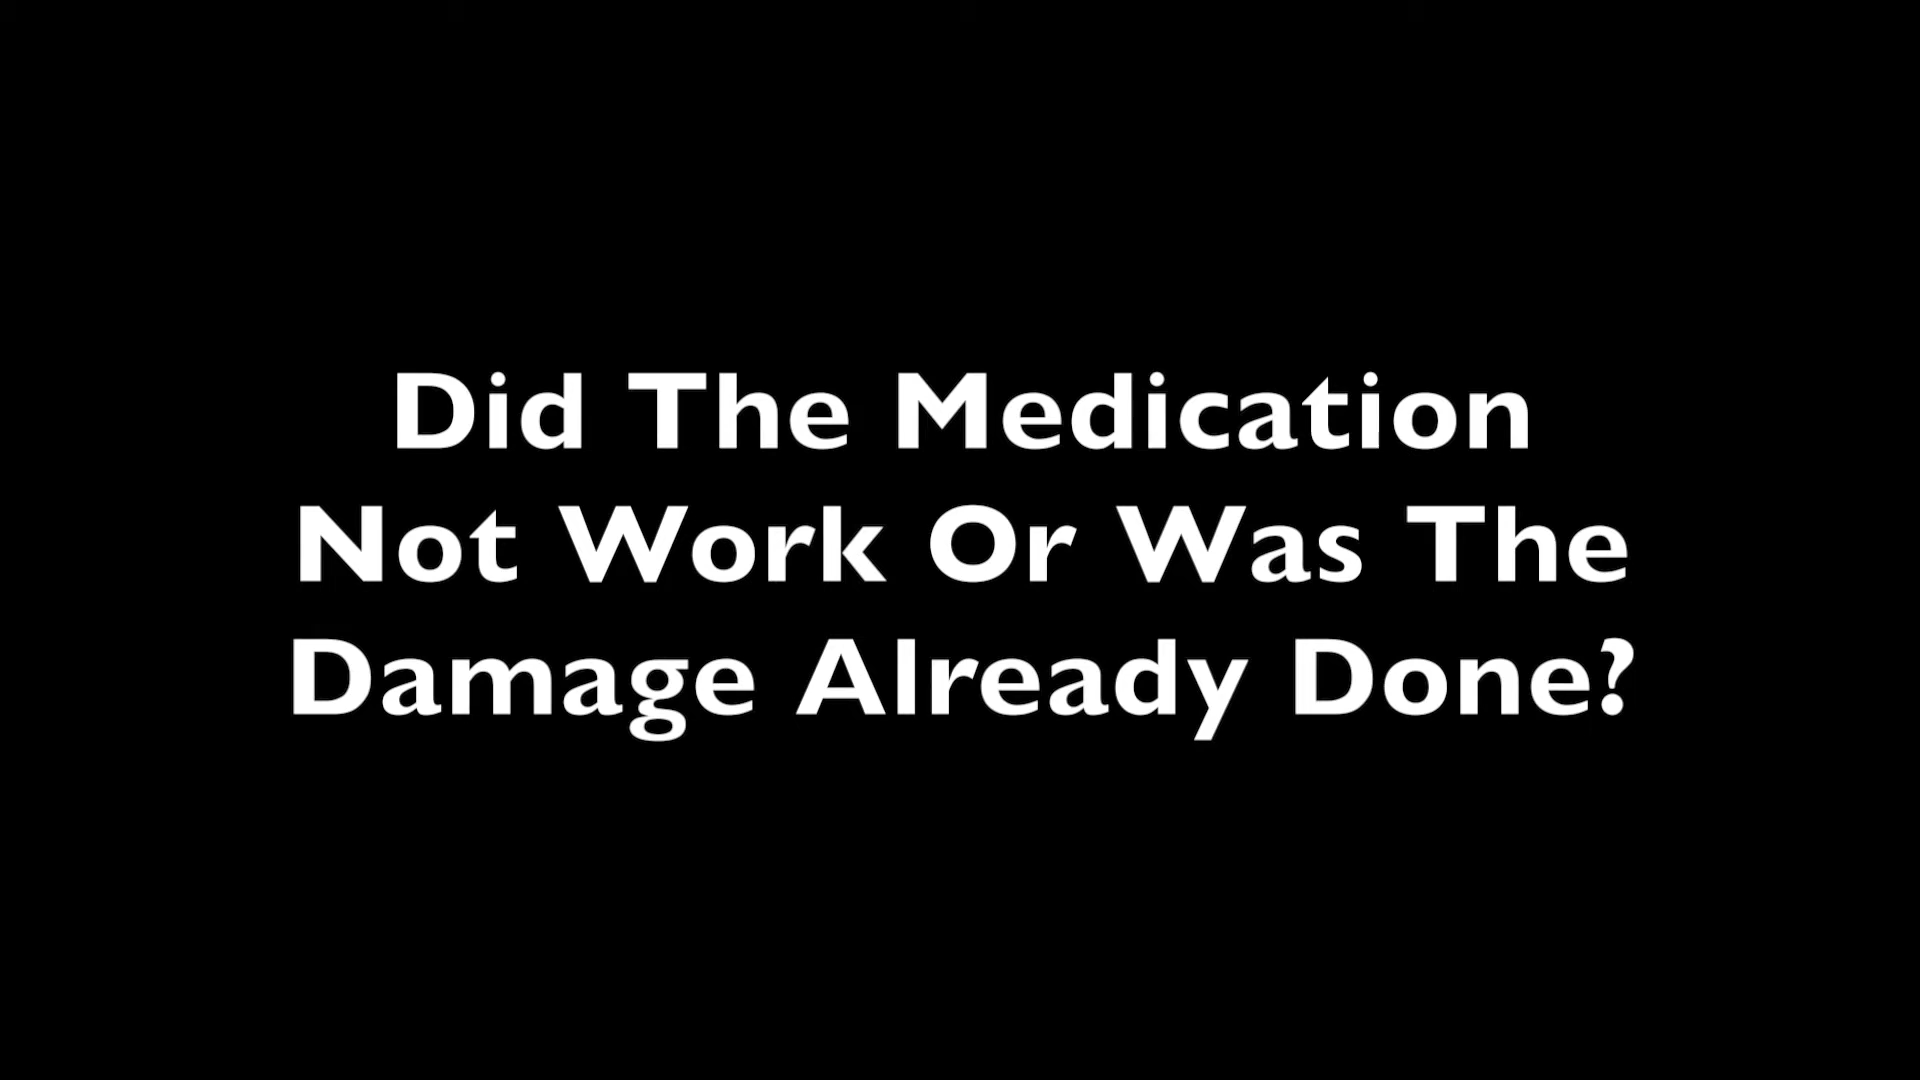 Did The Medication
Not Work Or Was The
Damage Already Done?